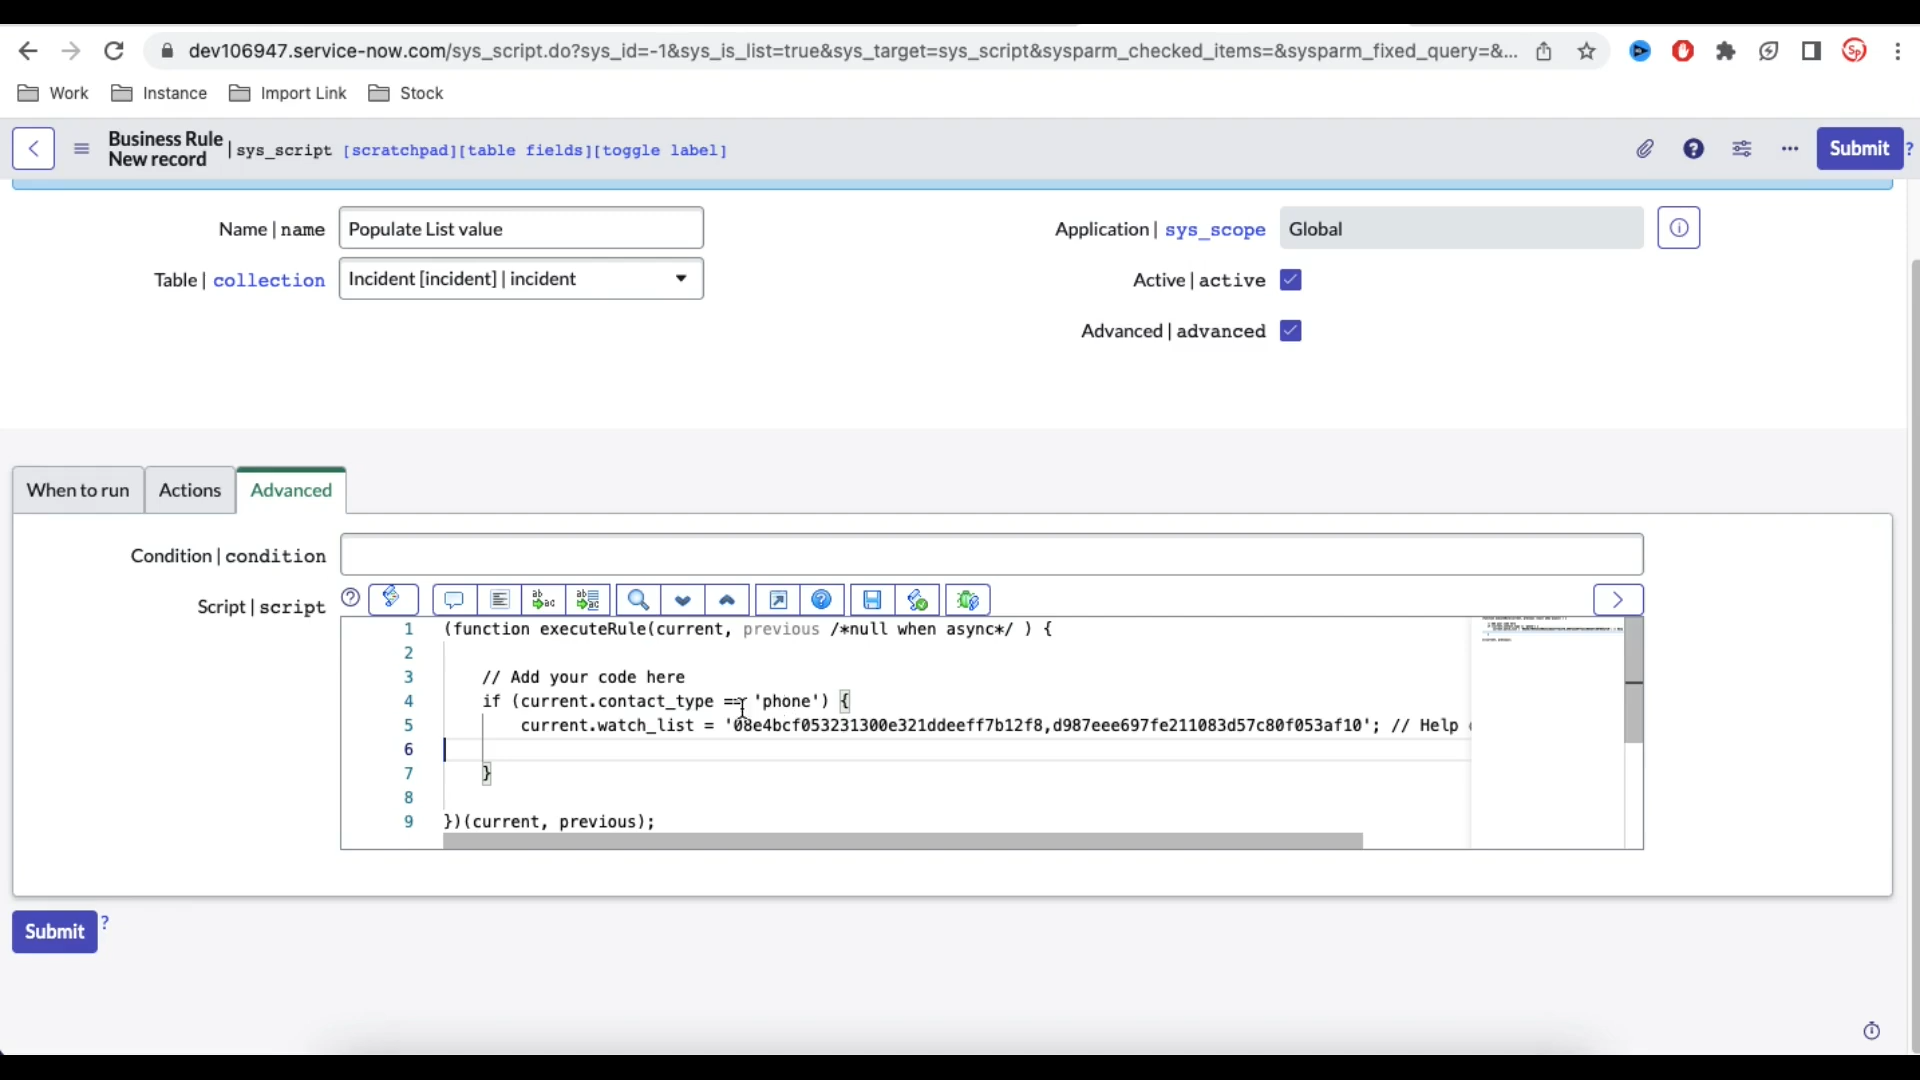 dev106947.service-now.com/sys_script.do?sys_id=-1&sys_is_list=true&sys_target=sys_script&sysparm_checked_items=&sysparm_fixed_query=&...
Work Instance Import Link Stock
Business Rule
New record
sys_script [scratchpad][table fields][toggle label]
Submit ?
Name | name Populate List value
Application | sys_scope Global
Table | collection Incident [incident] | incident
Active | active
Advanced | advanced
When to run Actions Advanced
Condition | condition
Script | script
1 (function executeRule(current, previous /*null when async*/ ) {
2
3 // Add your code here
4 if (current.contact_type == 'phone') {
5 current.watch_list = '08e4bcf053231300e321ddeeff7b12f8,d987eee697fe211083d57c80f053af10'; // Help
6
7 }
8
9 })(current, previous);
Submit ?